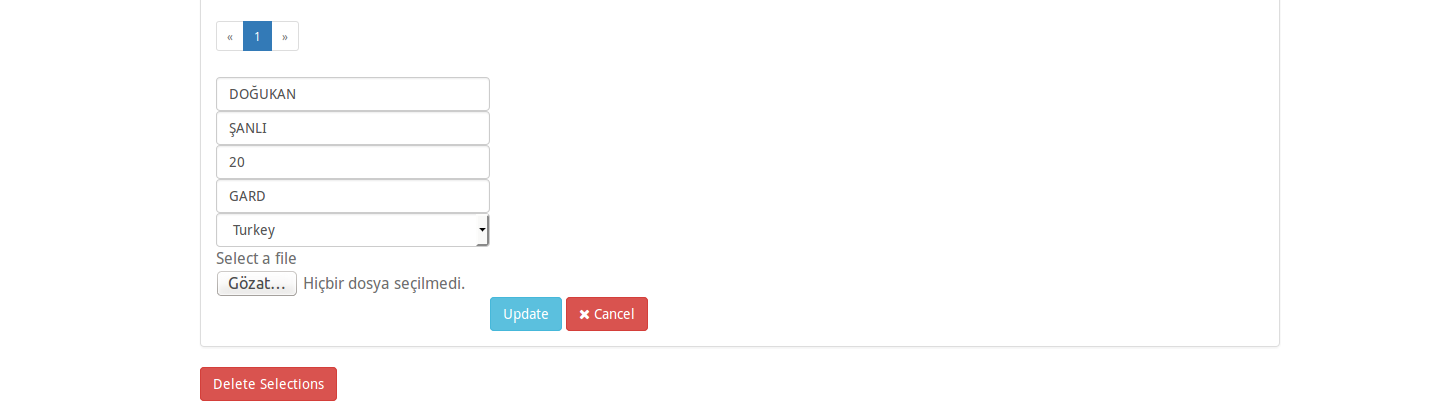 « 1 »
DOĞUKAN
ŞANLI
20
GARD
Turkey
Select a file
Gözat... Hiçbir dosya seçilmedi.
Update ✖ Cancel
Delete Selections